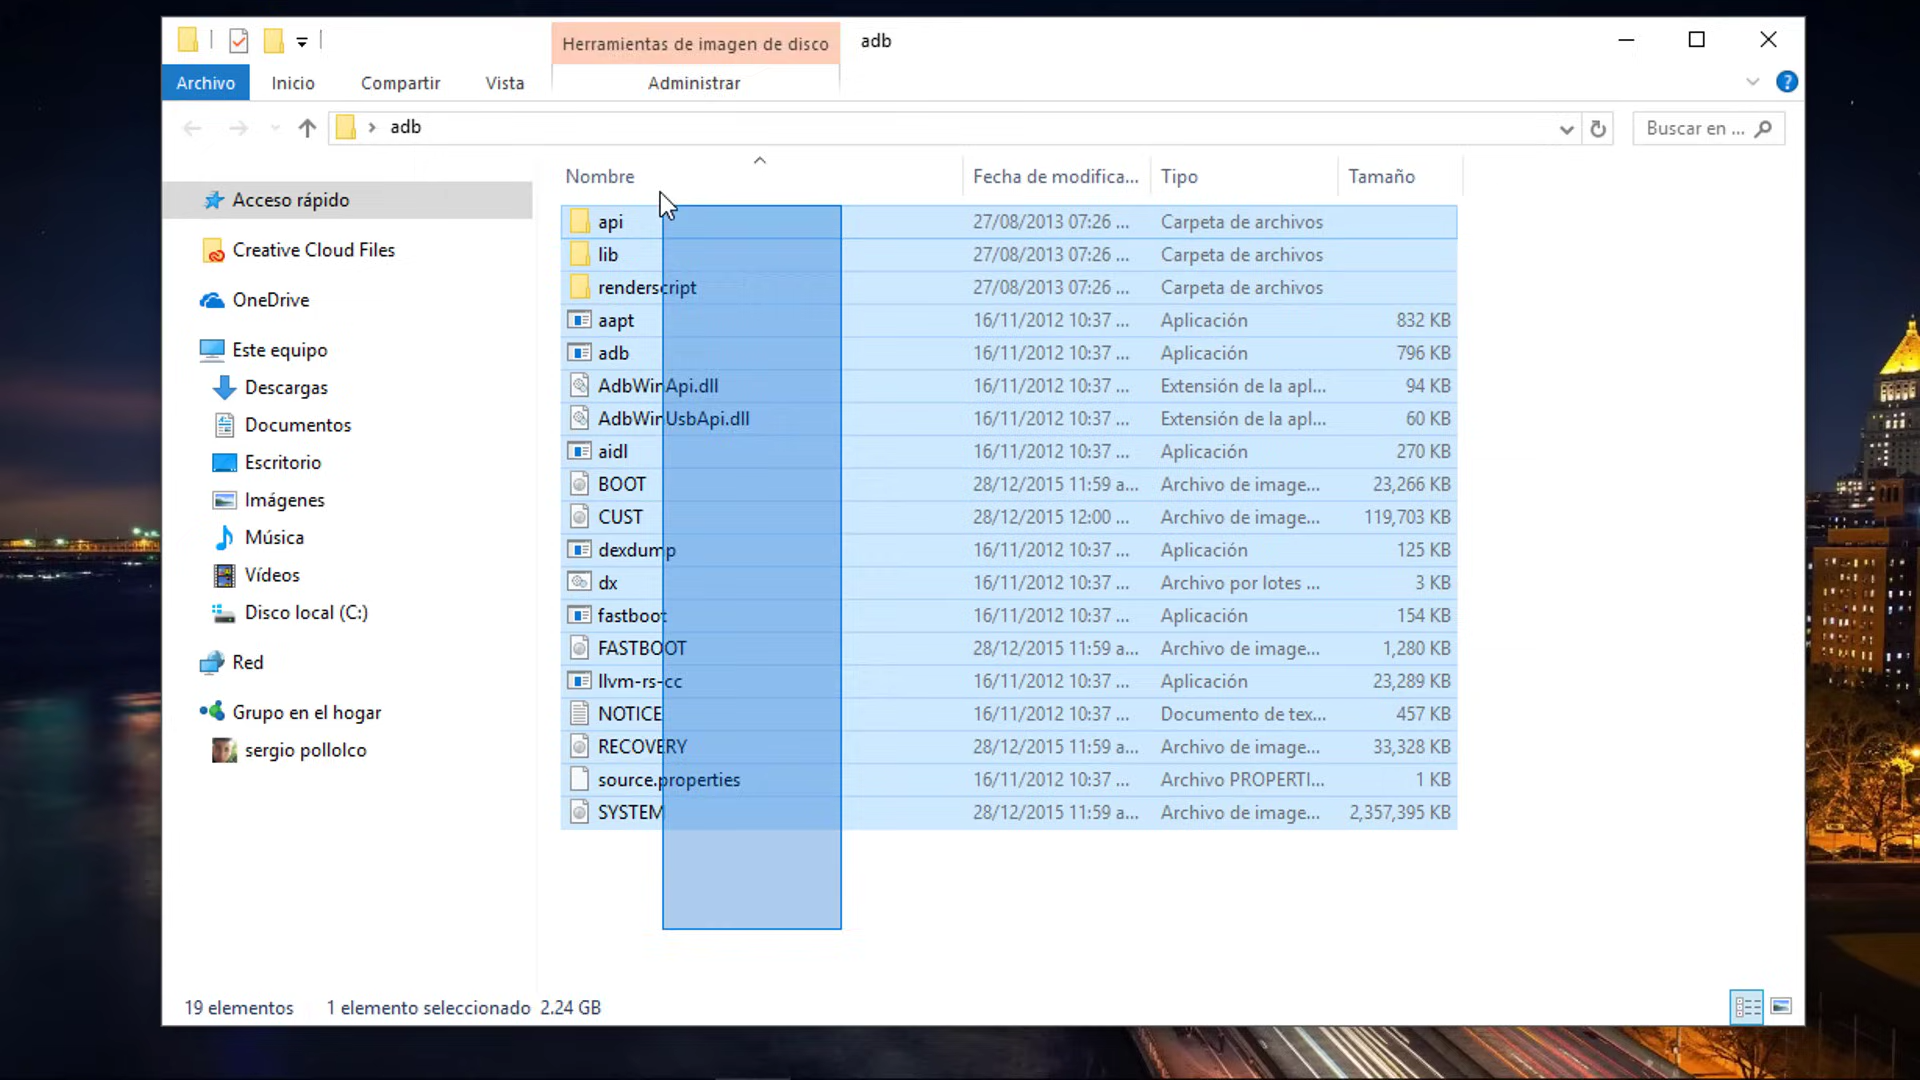 Herramientas de imagen de disco
adb
Archivo Inicio Compartir Vista Administrar
adb
Buscar en ...
Nombre Fecha de modifica... Tipo Tamaño
Acceso rápido
Creative Cloud Files
OneDrive
Este equipo
Descargas
Documentos
Escritorio
Imágenes
Música
Vídeos
Disco local (C:)
Red
Grupo en el hogar
sergio pollolco
api 27/08/2013 07:26 ... Carpeta de archivos
lib 27/08/2013 07:26 ... Carpeta de archivos
renderscript 27/08/2013 07:26 ... Carpeta de archivos
aapt 16/11/2012 10:37 ... Aplicación 832 KB
adb 16/11/2012 10:37 ... Aplicación 796 KB
AdbWinApi.dll 16/11/2012 10:37 ... Extensión de la apl... 94 KB
AdbWinUsbApi.dll 16/11/2012 10:37 ... Extensión de la apl... 60 KB
aidl 16/11/2012 10:37 ... Aplicación 270 KB
BOOT 28/12/2015 11:59 a... Archivo de image... 23,266 KB
CUST 28/12/2015 12:00 ... Archivo de image... 119,703 KB
dexdump 16/11/2012 10:37 ... Aplicación 125 KB
dx 16/11/2012 10:37 ... Archivo por lotes ... 3 KB
fastboot 16/11/2012 10:37 ... Aplicación 154 KB
FASTBOOT 28/12/2015 11:59 a... Archivo de image... 1,280 KB
llvm-rs-cc 16/11/2012 10:37 ... Aplicación 23,289 KB
NOTICE 16/11/2012 10:37 ... Documento de tex... 457 KB
RECOVERY 28/12/2015 11:59 a... Archivo de image... 33,328 KB
source.properties 16/11/2012 10:37 ... Archivo PROPERTI... 1 KB
SYSTEM 28/12/2015 11:59 a... Archivo de image... 2,357,395 KB
19 elementos 1 elemento seleccionado 2.24 GB